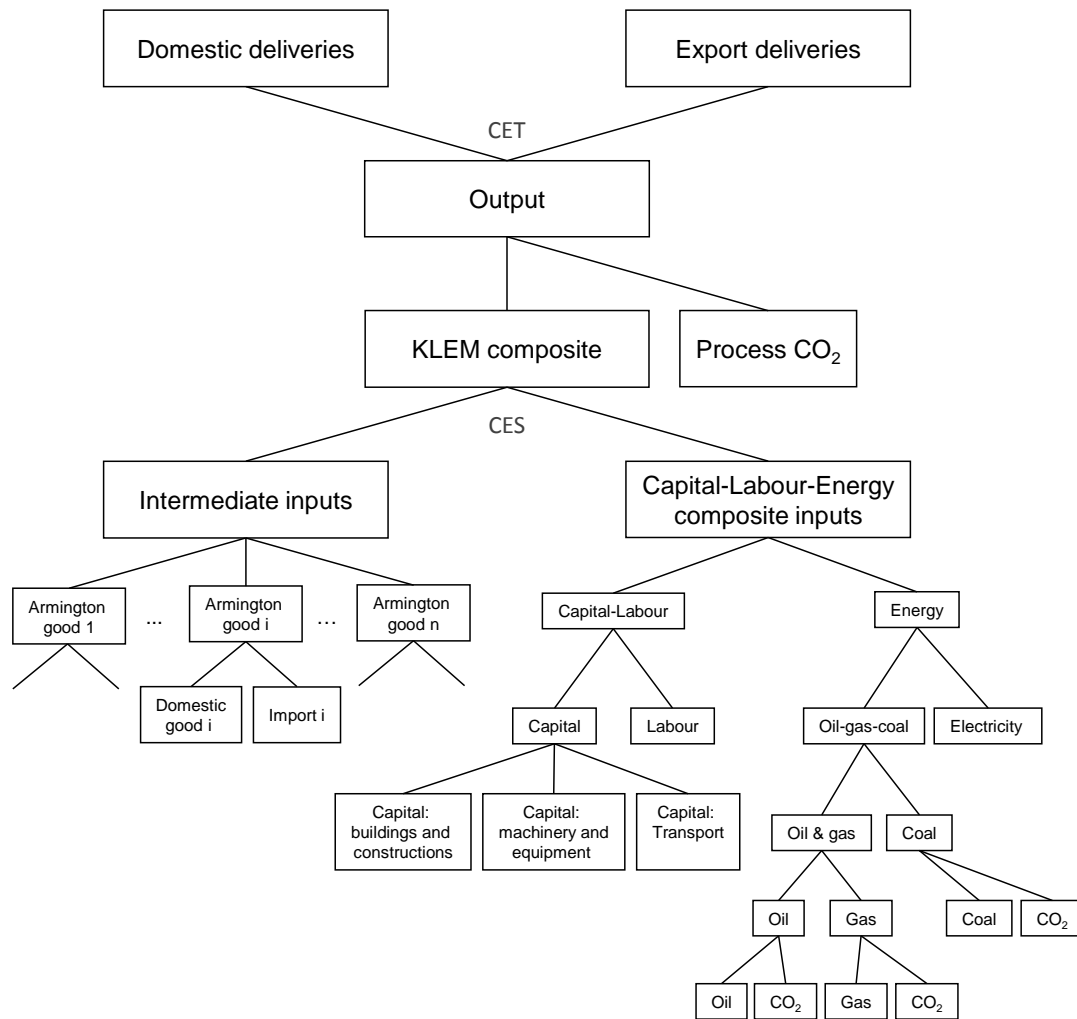 Domestic deliveries
Export deliveries
CET
Output
KLEM composite
Process CO₂
CES
Intermediate inputs
Capital-Labour-Energy
composite inputs
Armington
good 1
...
Armington
good i
...
Armington
good n
Capital-Labour
Energy
Domestic
good i
Import i
Capital
Labour
Oil-gas-coal
Electricity
Capital:
buildings and
constructions
Capital:
machinery and
equipment
Capital:
Transport
Oil & gas
Coal
Oil
Gas
Coal
CO₂
Oil
CO₂
Gas
CO₂